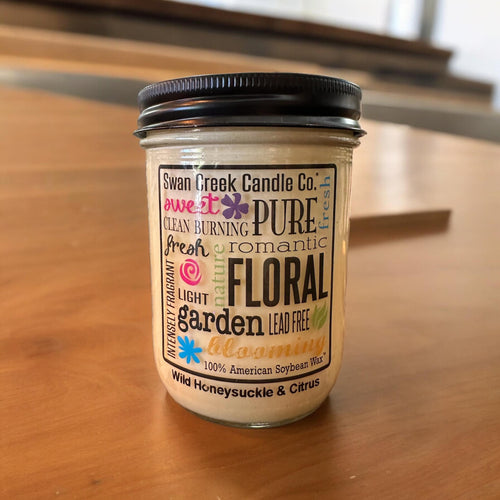 Swan Creek Candle Co.
sweet
PURE
fresh
CLEAN BURNING
fresh
romantic
nature
INTENSELY FRAGRANT
LIGHT
FLORAL
garden
LEAD FREE
blooming
100% American Soybean Wax™
Wild Honeysuckle & Citrus